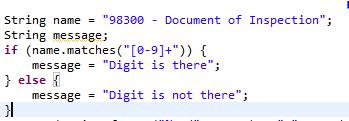 String name = "98300 - Document of Inspection";
String message;
if (name.matches("[0-9]+")) {
    message = "Digit is there";
} else {
    message = "Digit is not there";
}